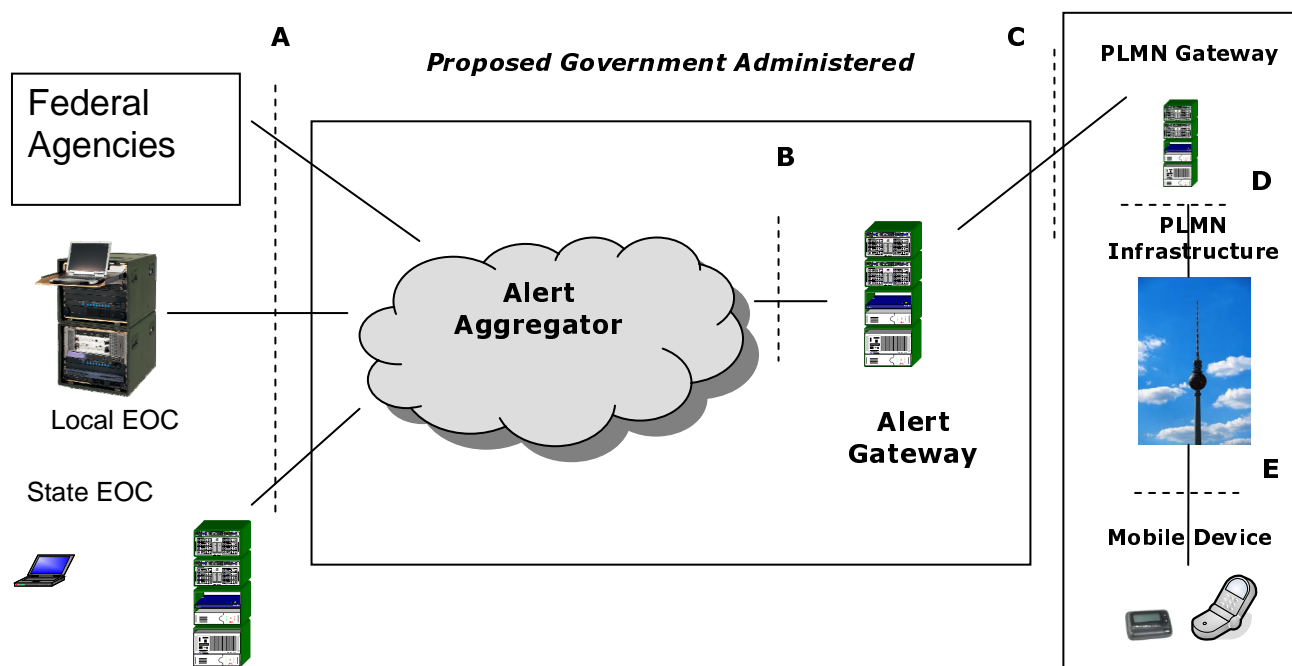 A
Proposed Government Administered
C
PLMN Gateway
Federal
Agencies
B
D
PLMN
Infrastructure
Alert
Aggregator
Local EOC
Alert
Gateway
E
State EOC
Mobile Device